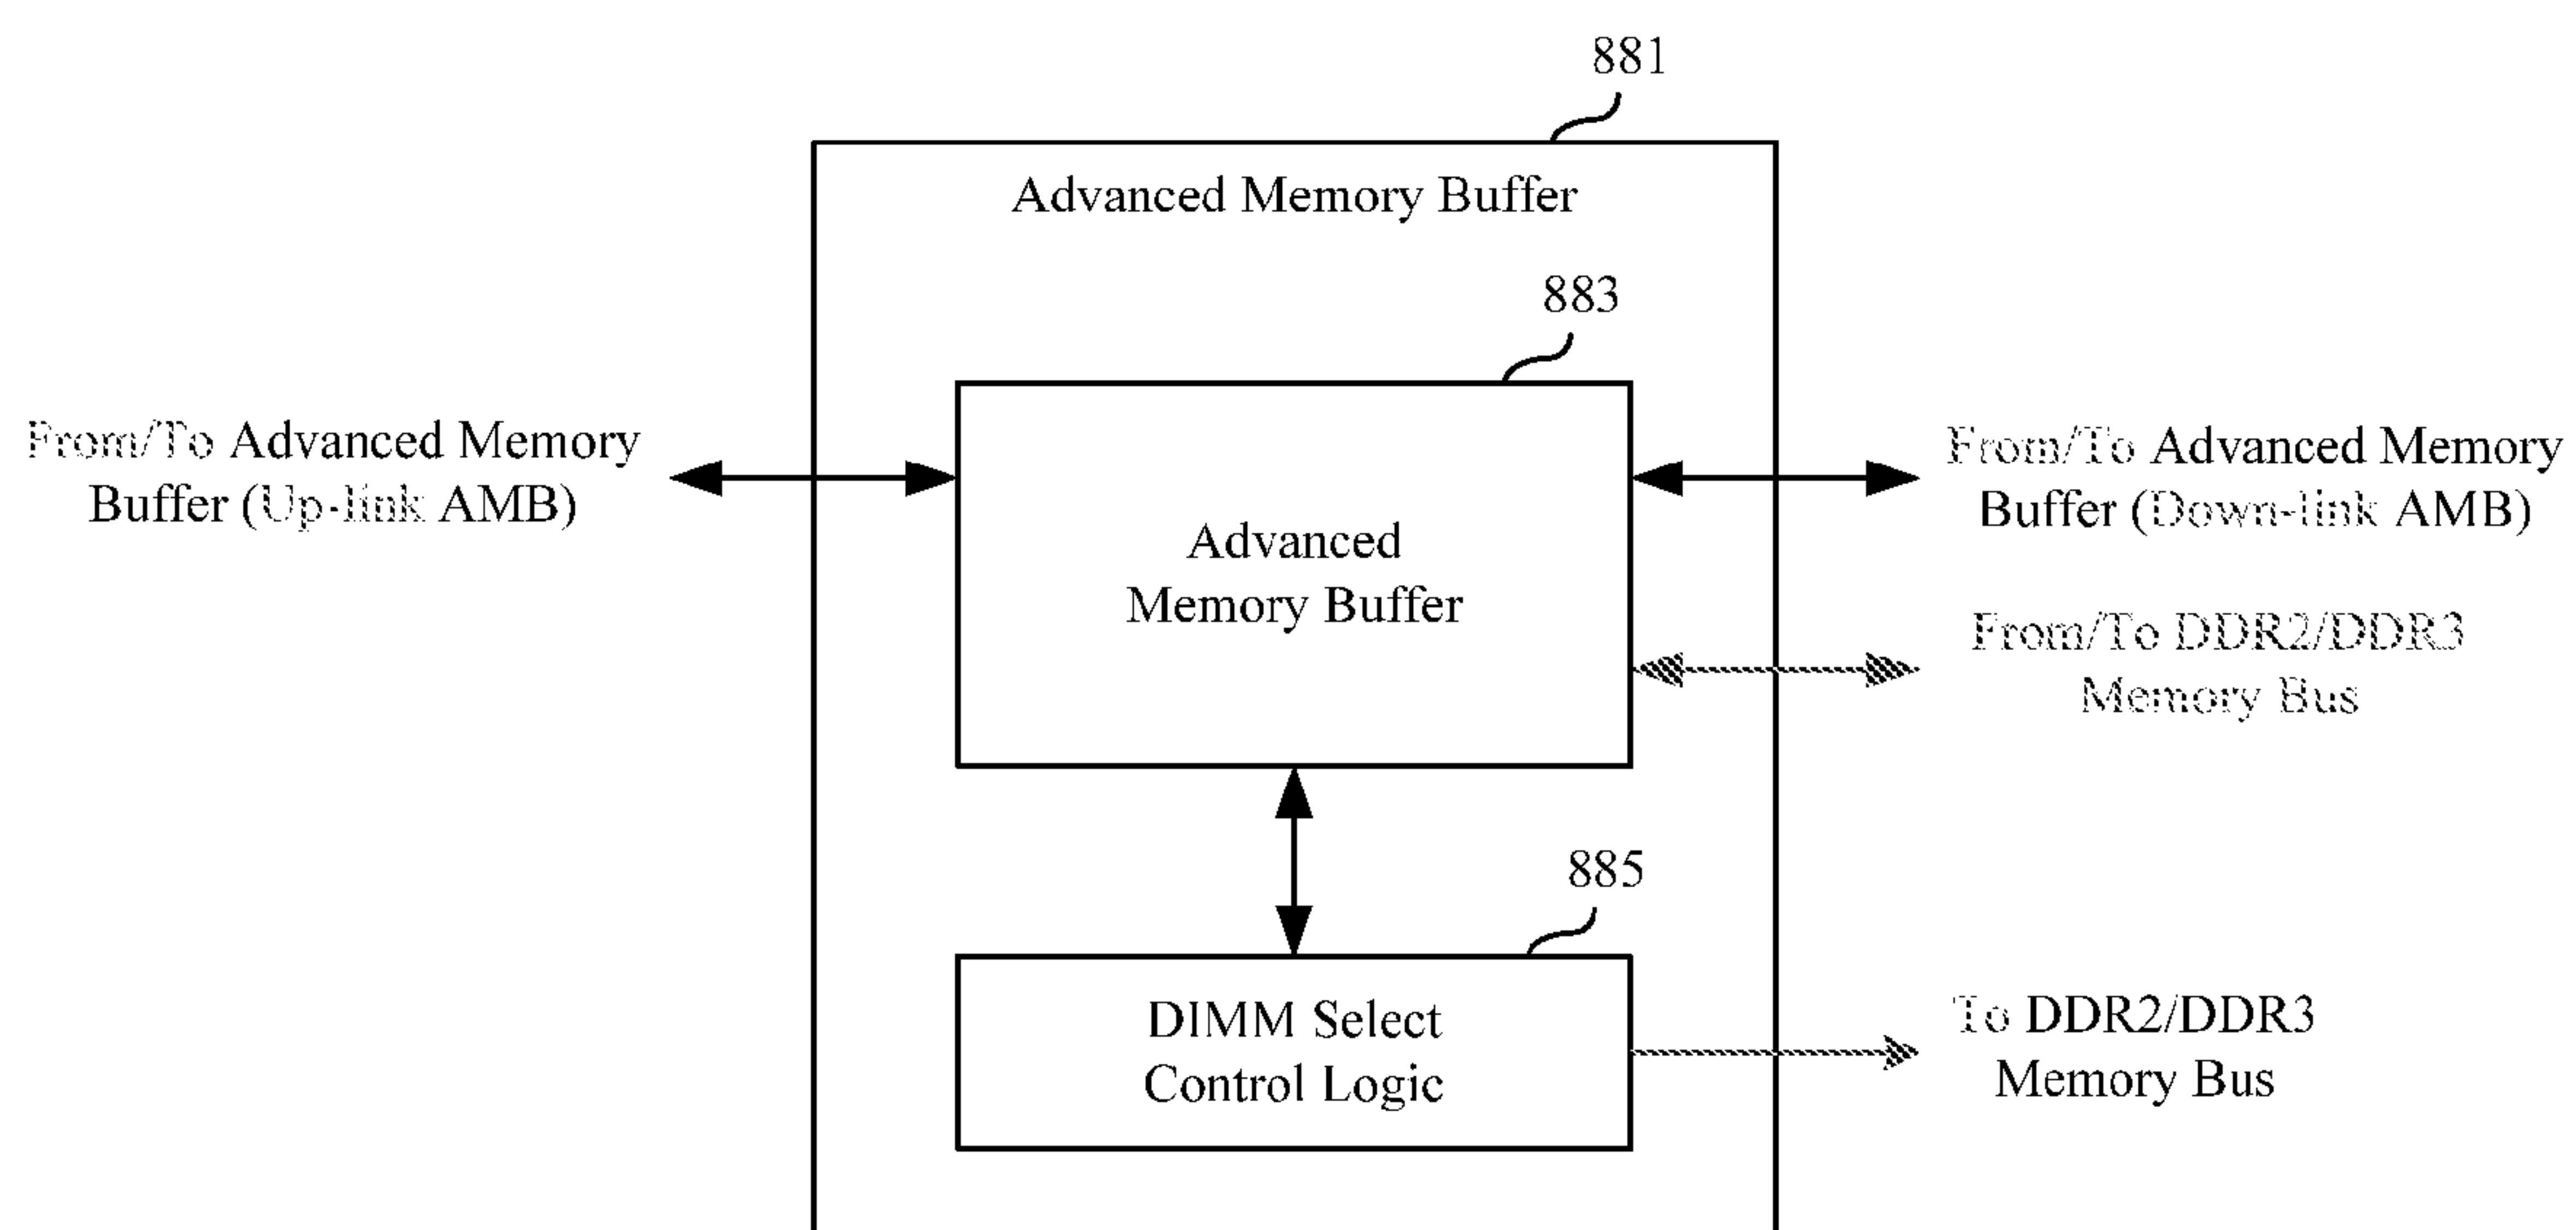 881
Advanced Memory Buffer
883
From/To Advanced Memory
Buffer (Up-link AMB)
From/To Advanced Memory
Buffer (Down-link AMB)
Advanced
Memory Buffer
From/To DDR2/DDR3
Memory Bus
885
DIMM Select
Control Logic
To DDR2/DDR3
Memory Bus